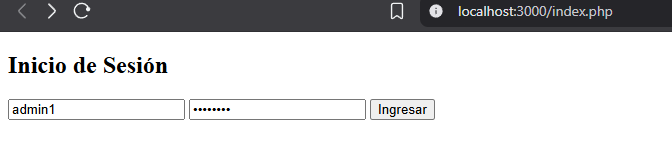 localhost:3000/index.php
Inicio de Sesión
admin1 •••••••• Ingresar